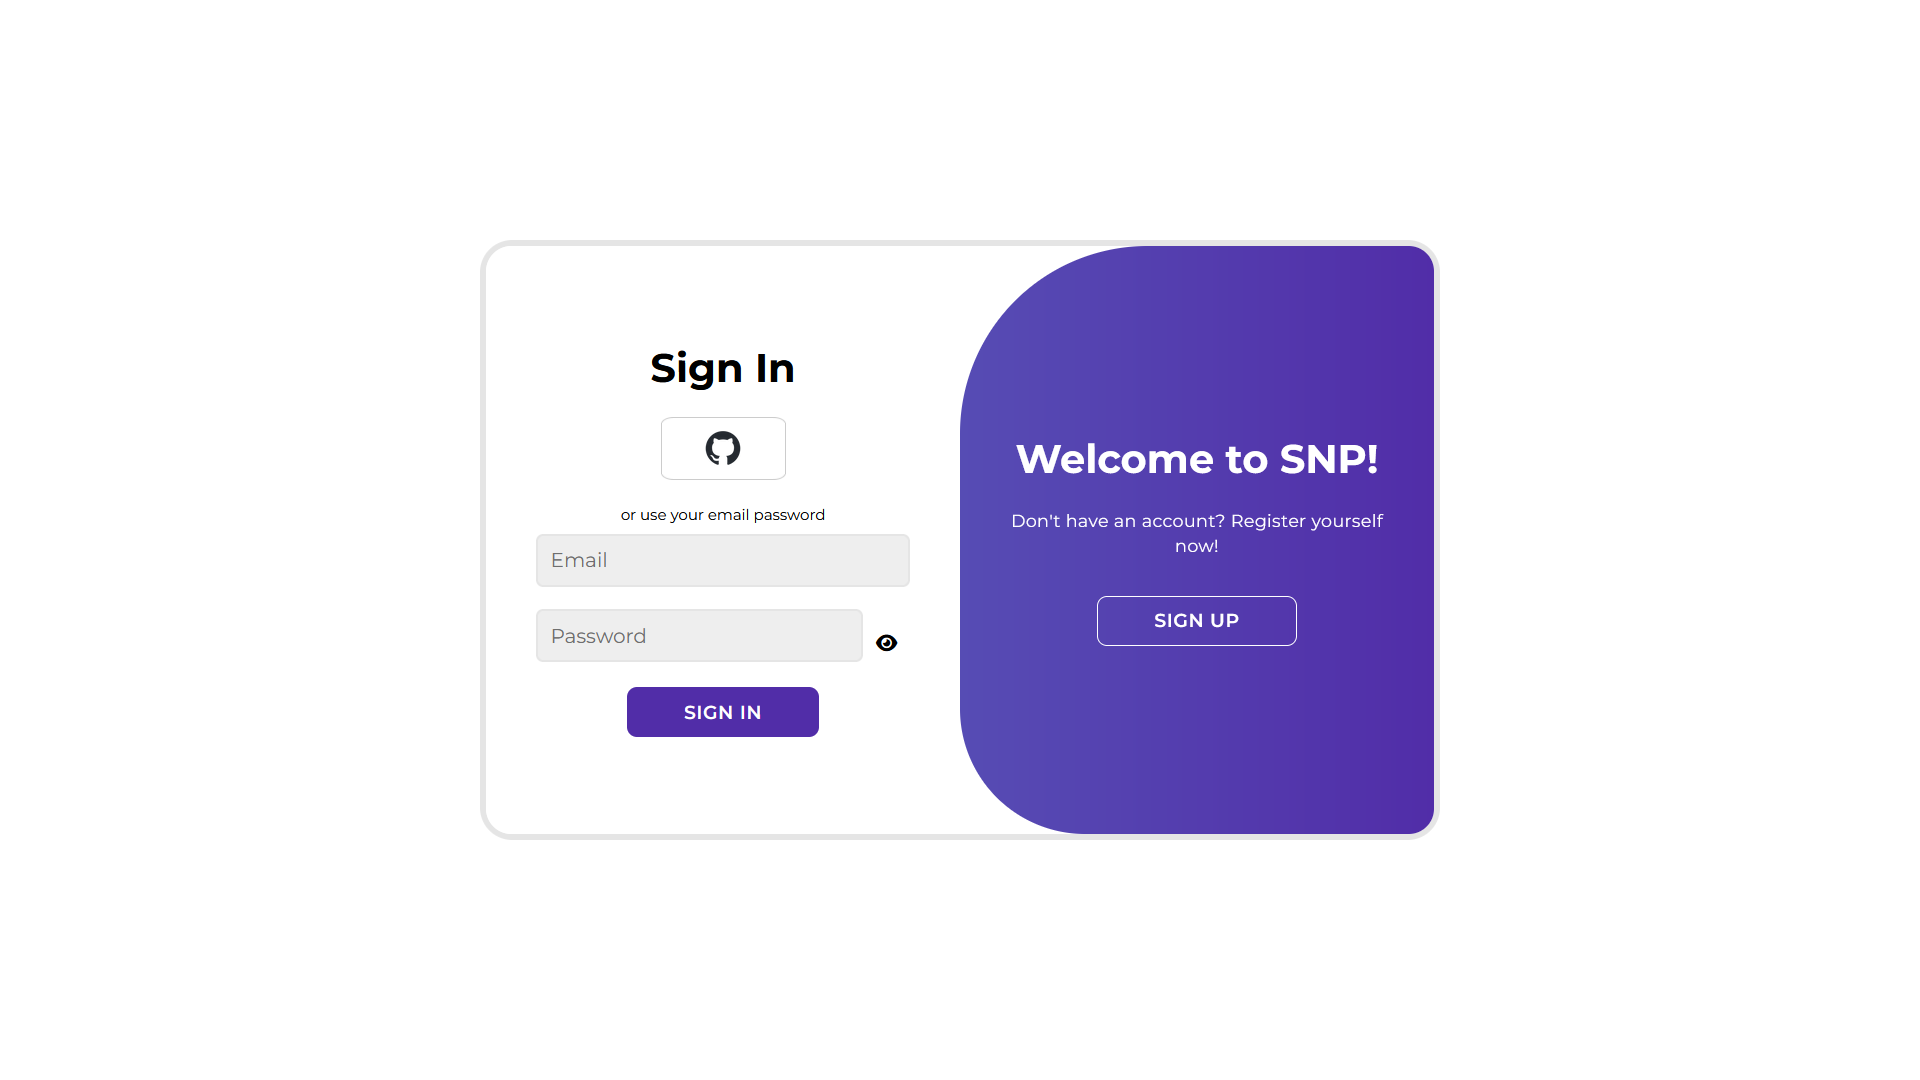 Sign In
or use your email password
Email
Password
SIGN IN
Welcome to SNP!
Don't have an account? Register yourself
now!
SIGN UP